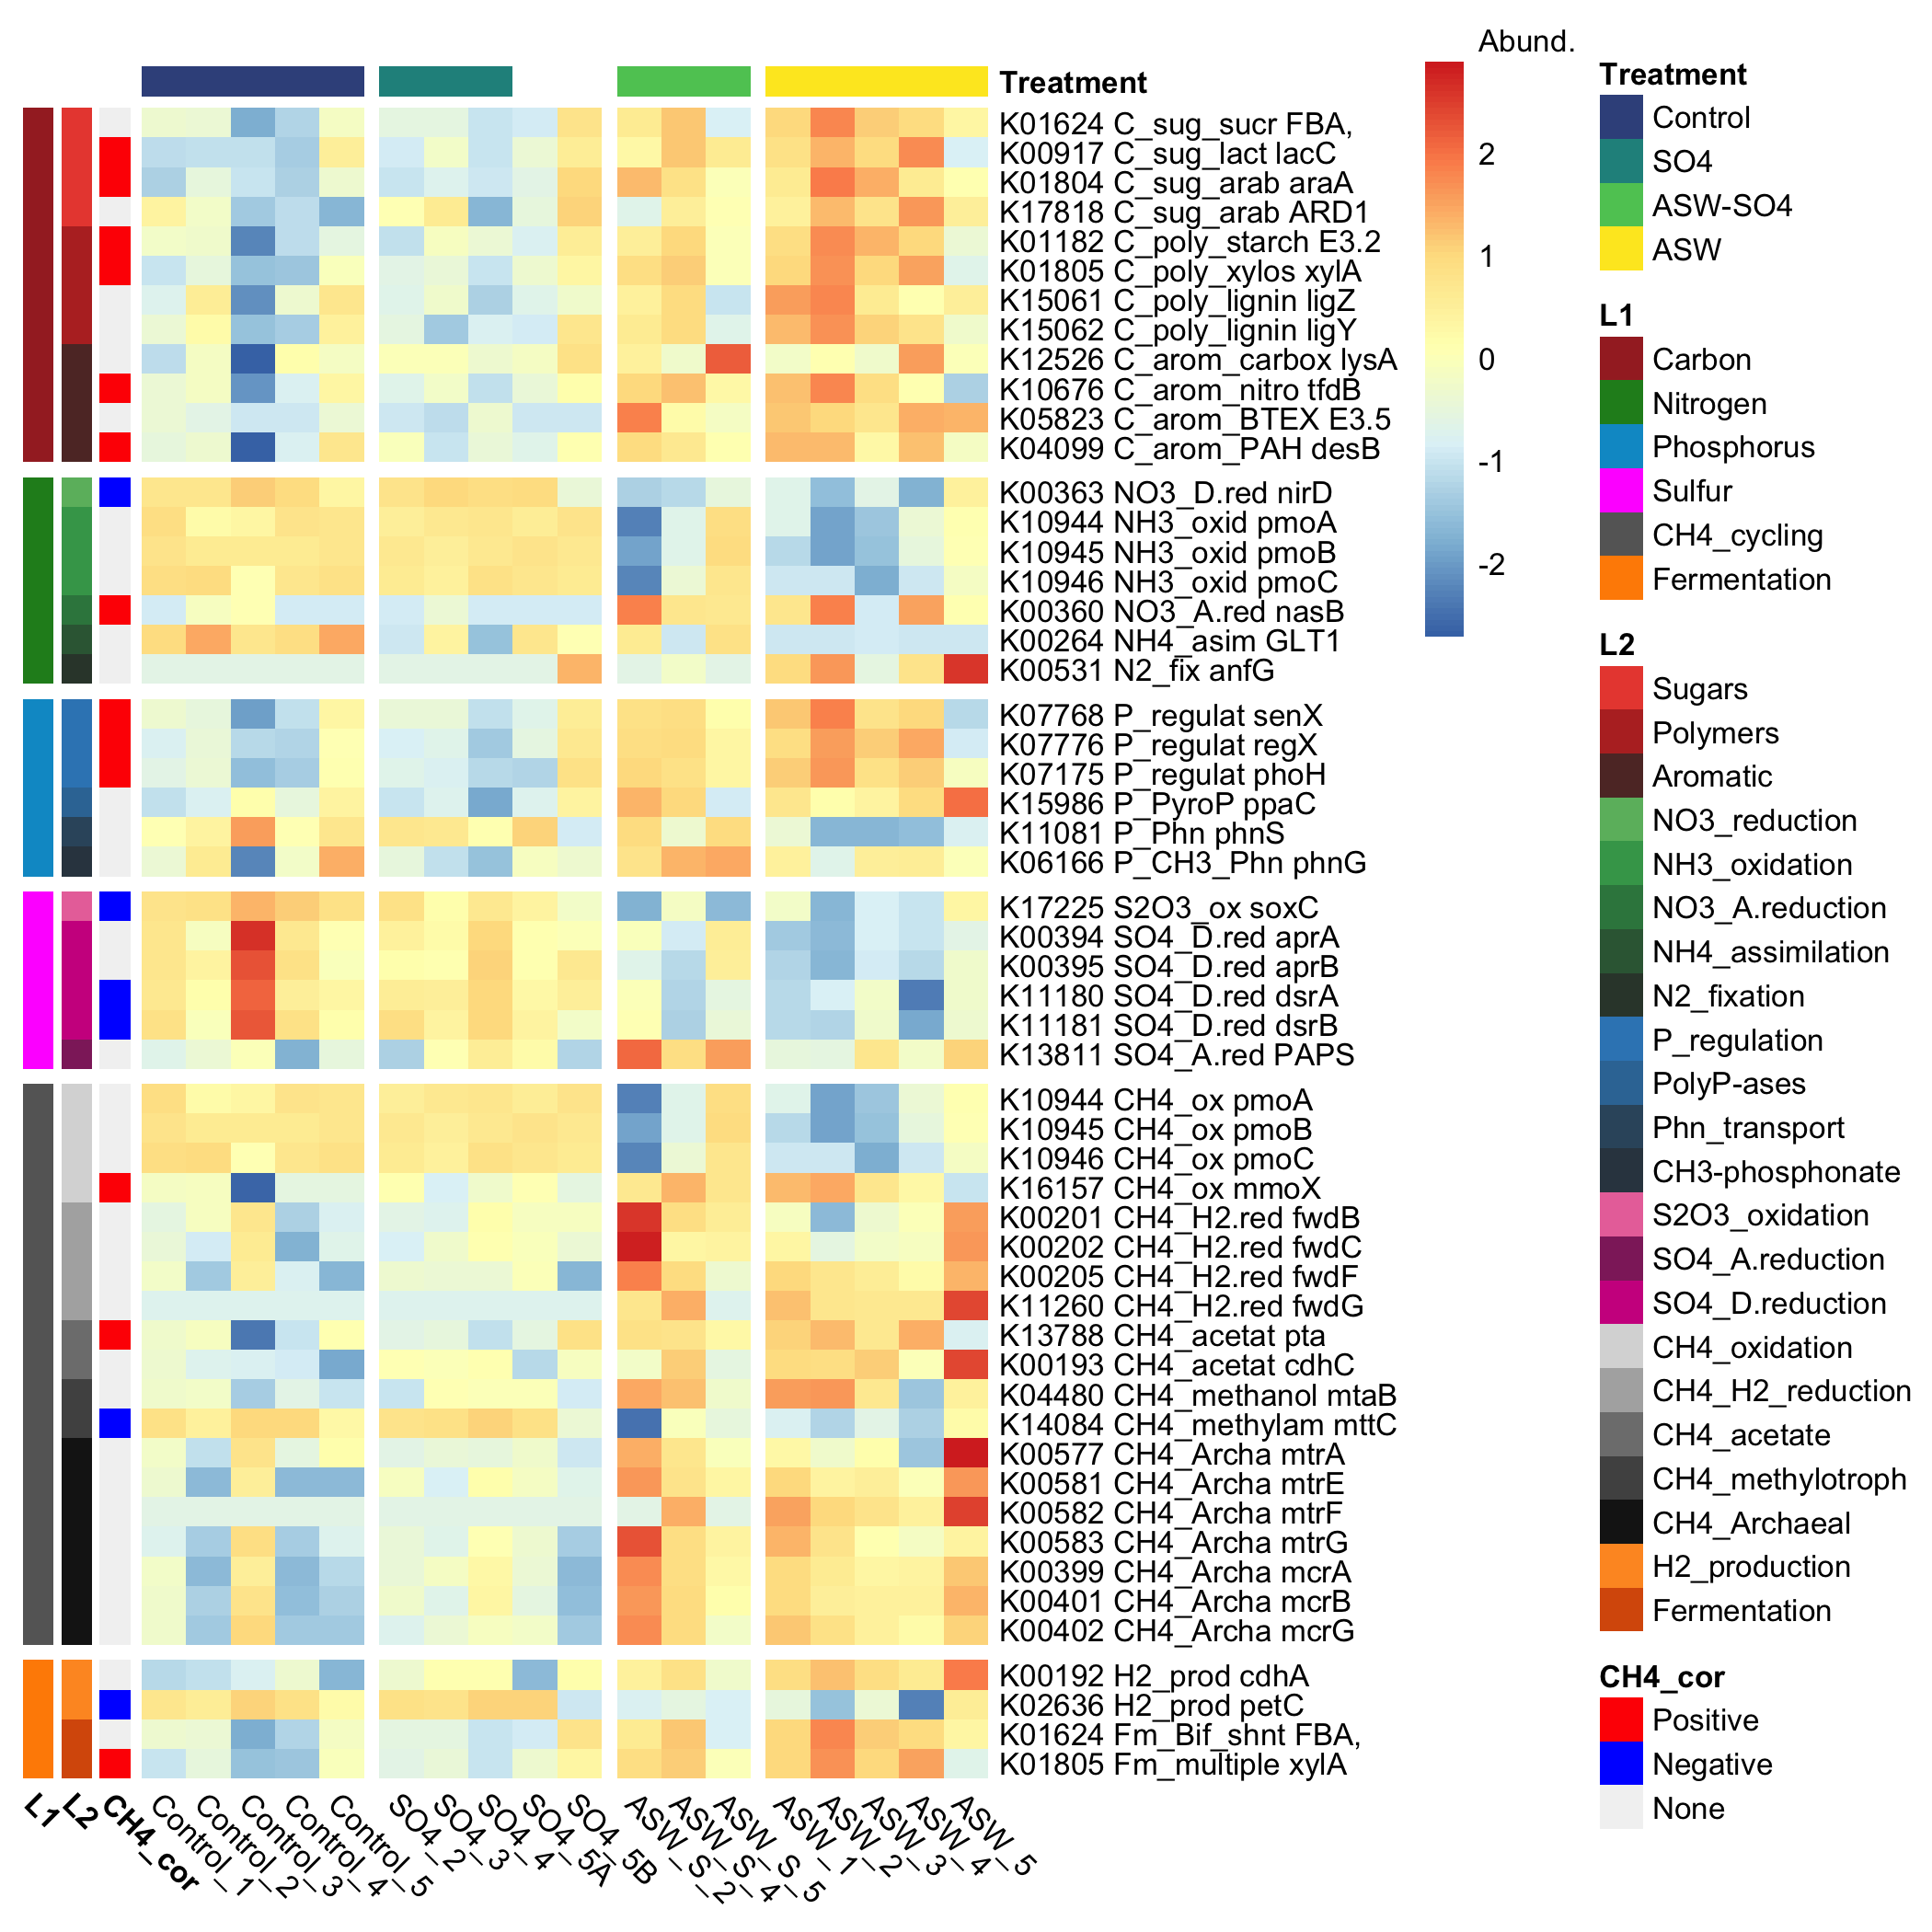 Abund.
2
1
0
-1
-2
Treatment
K01624 C_sug_sucr FBA,
K00917 C_sug_lact lacC
K01804 C_sug_arab araA
K17818 C_sug_arab ARD1
K01182 C_poly_starch E3.2
K01805 C_poly_xylos xylA
K15061 C_poly_lignin ligZ
K15062 C_poly_lignin ligY
K12526 C_arom_carbox lysA
K10676 C_arom_nitro tfdB
K05823 C_arom_BTEX E3.5
K04099 C_arom_PAH desB
K00363 NO3_D.red nirD
K10944 NH3_oxid pmoA
K10945 NH3_oxid pmoB
K10946 NH3_oxid pmoC
K00360 NO3_A.red nasB
K00264 NH4_asim GLT1
K00531 N2_fix anfG
K07768 P_regulat senX
K07776 P_regulat regX
K07175 P_regulat phoH
K15986 P_PyroP ppaC
K11081 P_Phn phnS
K06166 P_CH3_Phn phnG
K17225 S2O3_ox soxC
K00394 SO4_D.red aprA
K00395 SO4_D.red aprB
K11180 SO4_D.red dsrA
K11181 SO4_D.red dsrB
K13811 SO4_A.red PAPS
K10944 CH4_ox pmoA
K10945 CH4_ox pmoB
K10946 CH4_ox pmoC
K16157 CH4_ox mmoX
K00201 CH4_H2.red fwdB
K00202 CH4_H2.red fwdC
K00205 CH4_H2.red fwdF
K11260 CH4_H2.red fwdG
K13788 CH4_acetat pta
K00193 CH4_acetat cdhC
K04480 CH4_methanol mtaB
K14084 CH4_methylam mttC
K00577 CH4_Archa mtrA
K00581 CH4_Archa mtrE
K00582 CH4_Archa mtrF
K00583 CH4_Archa mtrG
K00399 CH4_Archa mcrA
K00401 CH4_Archa mcrB
K00402 CH4_Archa mcrG
K00192 H2_prod cdhA
K02636 H2_prod petC
K01624 Fm_Bif_shnt FBA,
K01805 Fm_multiple xylA
L1
L2
CH4_cor
Control_1
Control_2
Control_3
Control_4
Control_5
SO4_2
SO4_3
SO4_4
SO4_5A
SO4_5B
ASW_S_2
ASW_S_4
ASW_S_5
ASW_1
ASW_2
ASW_3
ASW_4
ASW_5
Treatment
Control
SO4
ASW-SO4
ASW
L1
Carbon
Nitrogen
Phosphorus
Sulfur
CH4_cycling
Fermentation
L2
Sugars
Polymers
Aromatic
NO3_reduction
NH3_oxidation
NO3_A.reduction
NH4_assimilation
N2_fixation
P_regulation
PolyP-ases
Phn_transport
CH3-phosphonate
S2O3_oxidation
SO4_A.reduction
SO4_D.reduction
CH4_oxidation
CH4_H2_reduction
CH4_acetate
CH4_methylotroph
CH4_Archaeal
H2_production
Fermentation
CH4_cor
Positive
Negative
None